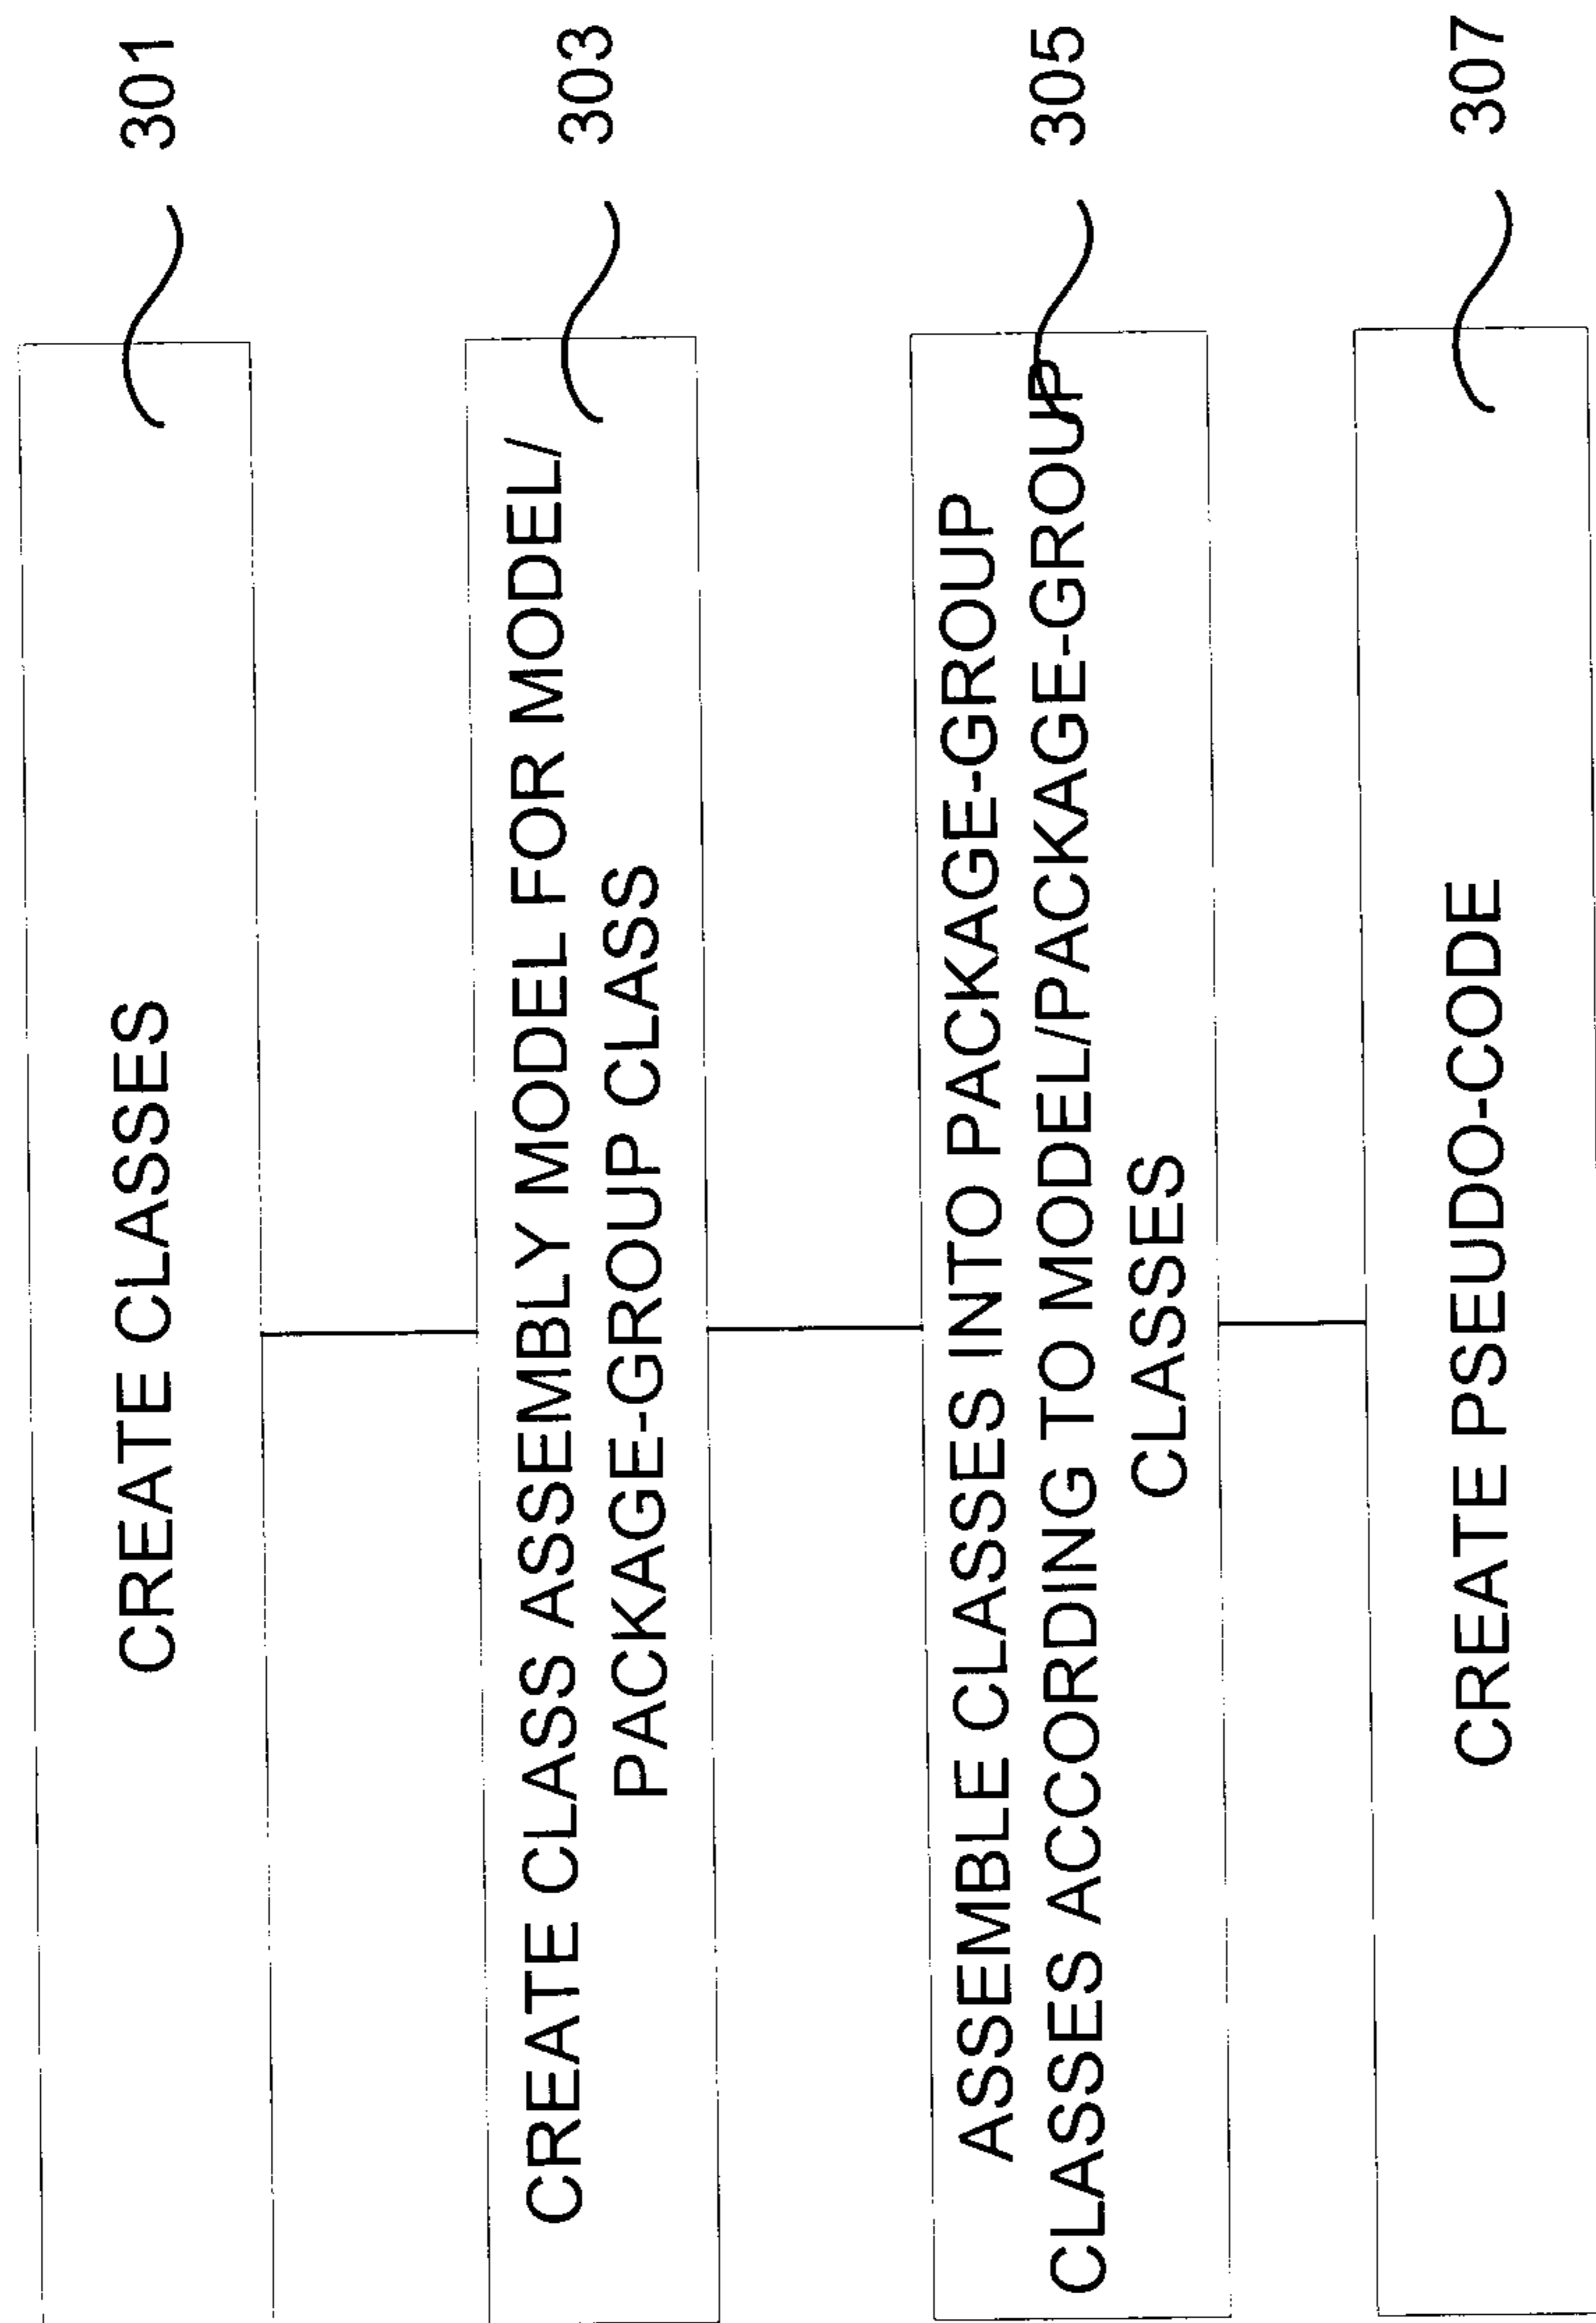 CREATE CLASSES
301
CREATE CLASS ASSEMBLY MODEL FOR MODEL/
PACKAGE-GROUP CLASS
303
ASSEMBLE CLASSES INTO PACKAGE-GROUP
CLASSES ACCORDING TO MODEL/PACKAGE-GROUP
CLASSES
305
CREATE PSEUDO-CODE
307